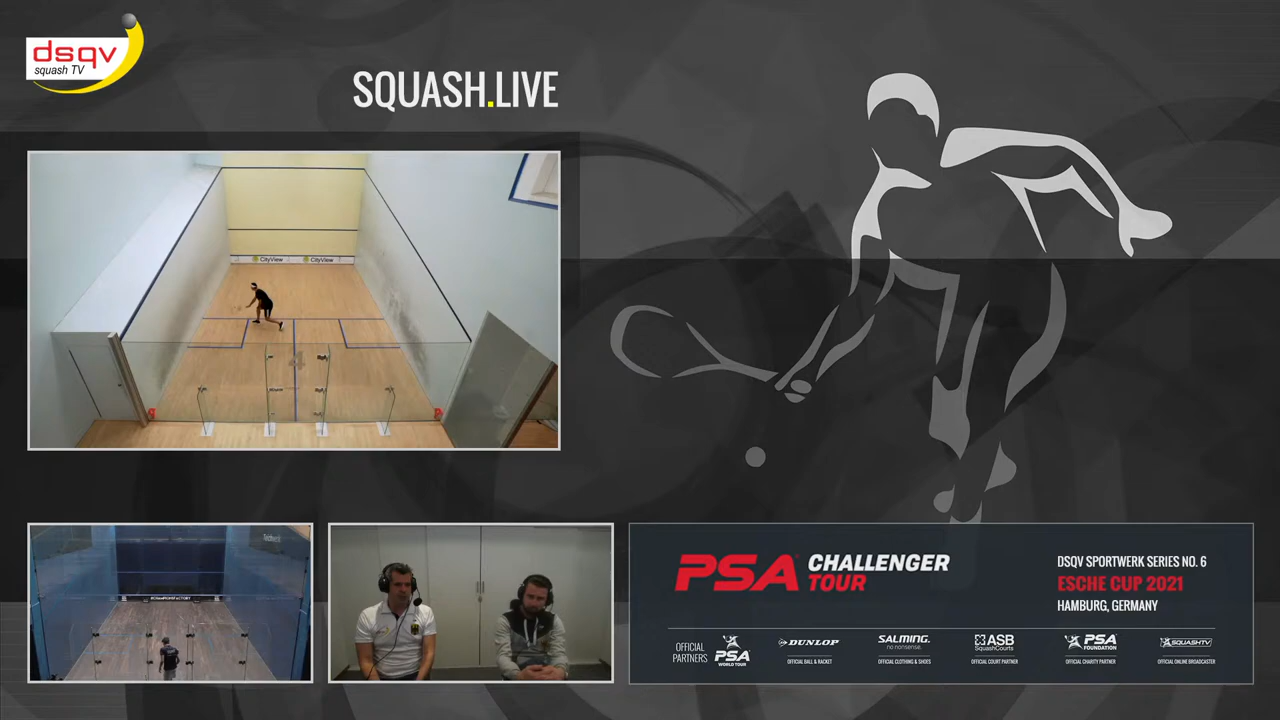 dsqv
squash TV
SQUASH.LIVE
CityView CityView
#CHAMPIONSFACTORY
PSA CHALLENGER
TOUR
DSQV SPORTWERK SERIES NO. 6
ESCHE CUP 2021
HAMBURG, GERMANY
OFFICIAL
PARTNERS
PSA
WORLD TOUR
DUNLOP
OFFICIAL BALL & RACKET
SALMING.
no nonsense.
OFFICIAL CLOTHING & SHOES
ASB
SquashCourts
OFFICIAL COURT PARTNER
PSA
FOUNDATION
OFFICIAL CHARITY PARTNER
SQUASHTV
OFFICIAL ONLINE BROADCASTER